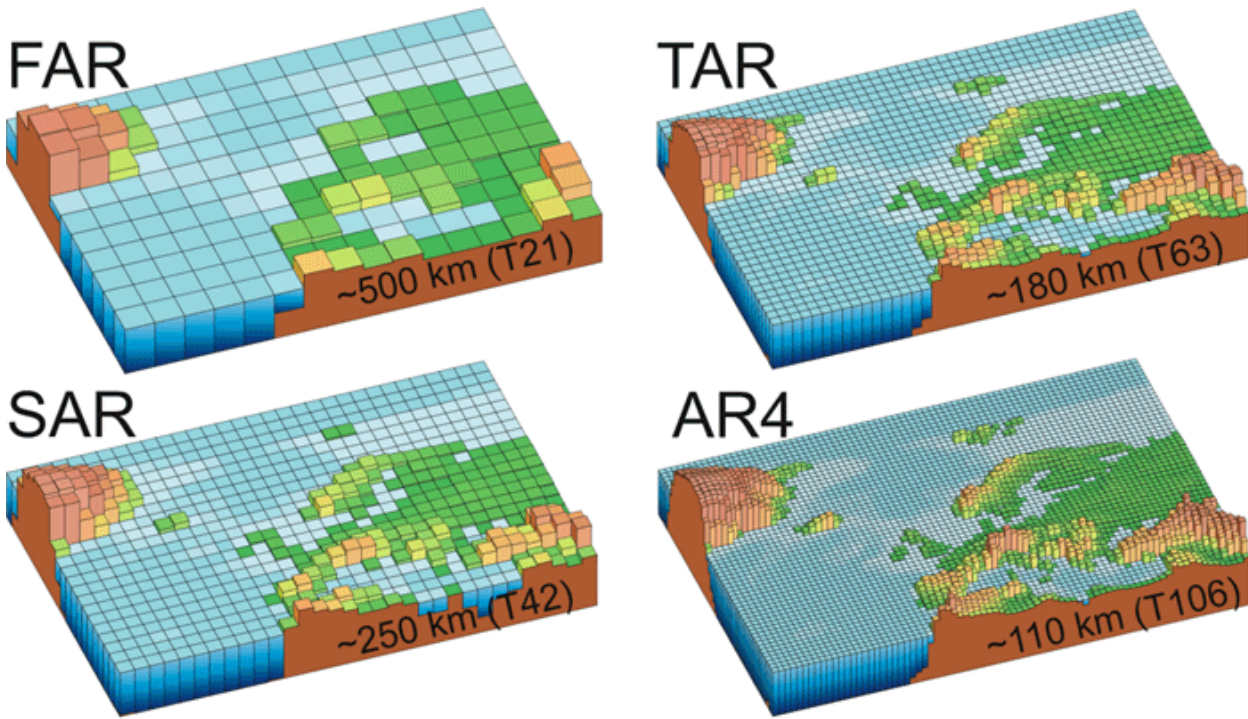 FAR
~500 km (T21)
TAR
~180 km (T63)
SAR
~250 km (T42)
AR4
~110 km (T106)